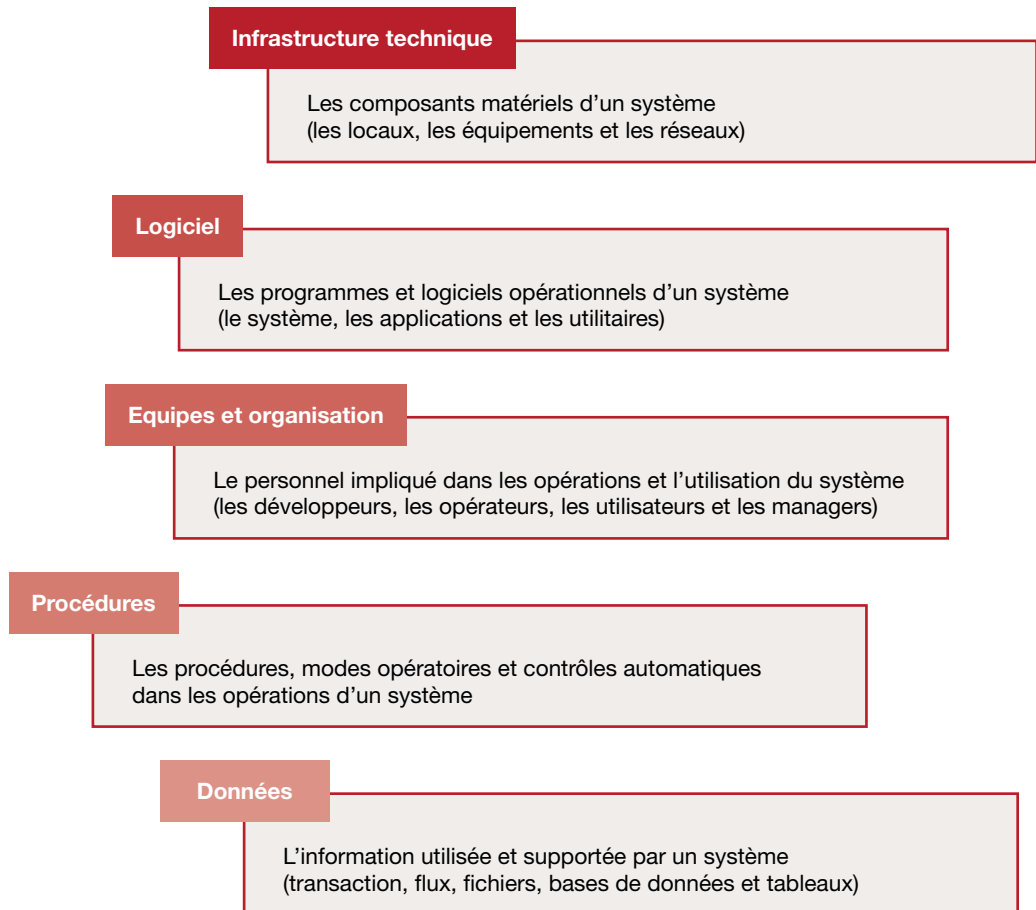 Infrastructure technique
Les composants matériels d’un système
(les locaux, les équipements et les réseaux)
Logiciel
Les programmes et logiciels opérationnels d’un système
(le système, les applications et les utilitaires)
Equipes et organisation
Le personnel impliqué dans les opérations et l’utilisation du système
(les développeurs, les opérateurs, les utilisateurs et les managers)
Procédures
Les procédures, modes opératoires et contrôles automatiques
dans les opérations d’un système
Données
L’information utilisée et supportée par un système
(transaction, flux, fichiers, bases de données et tableaux)